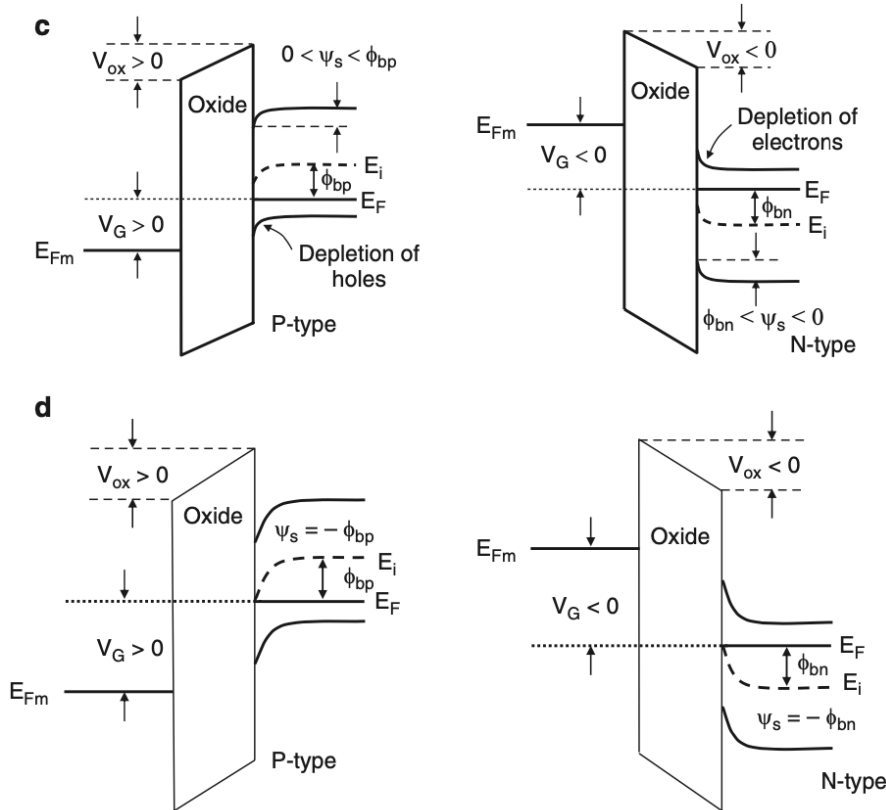 c
V_ox > 0
0 < ψ_s < ϕ_bp
Oxide
E_i
ϕ_bp
E_F
V_G > 0
E_Fm
Depletion of
holes
P-type
V_ox < 0
Oxide
E_Fm
Depletion of
electrons
V_G < 0
E_F
ϕ_bn
E_i
ϕ_bn < ψ_s < 0
N-type
d
V_ox > 0
Oxide
ψ_s = − ϕ_bp
E_i
ϕ_bp
E_F
V_G > 0
E_Fm
P-type
V_ox < 0
Oxide
E_Fm
V_G < 0
E_F
ϕ_bn
E_i
ψ_s = − ϕ_bn
N-type